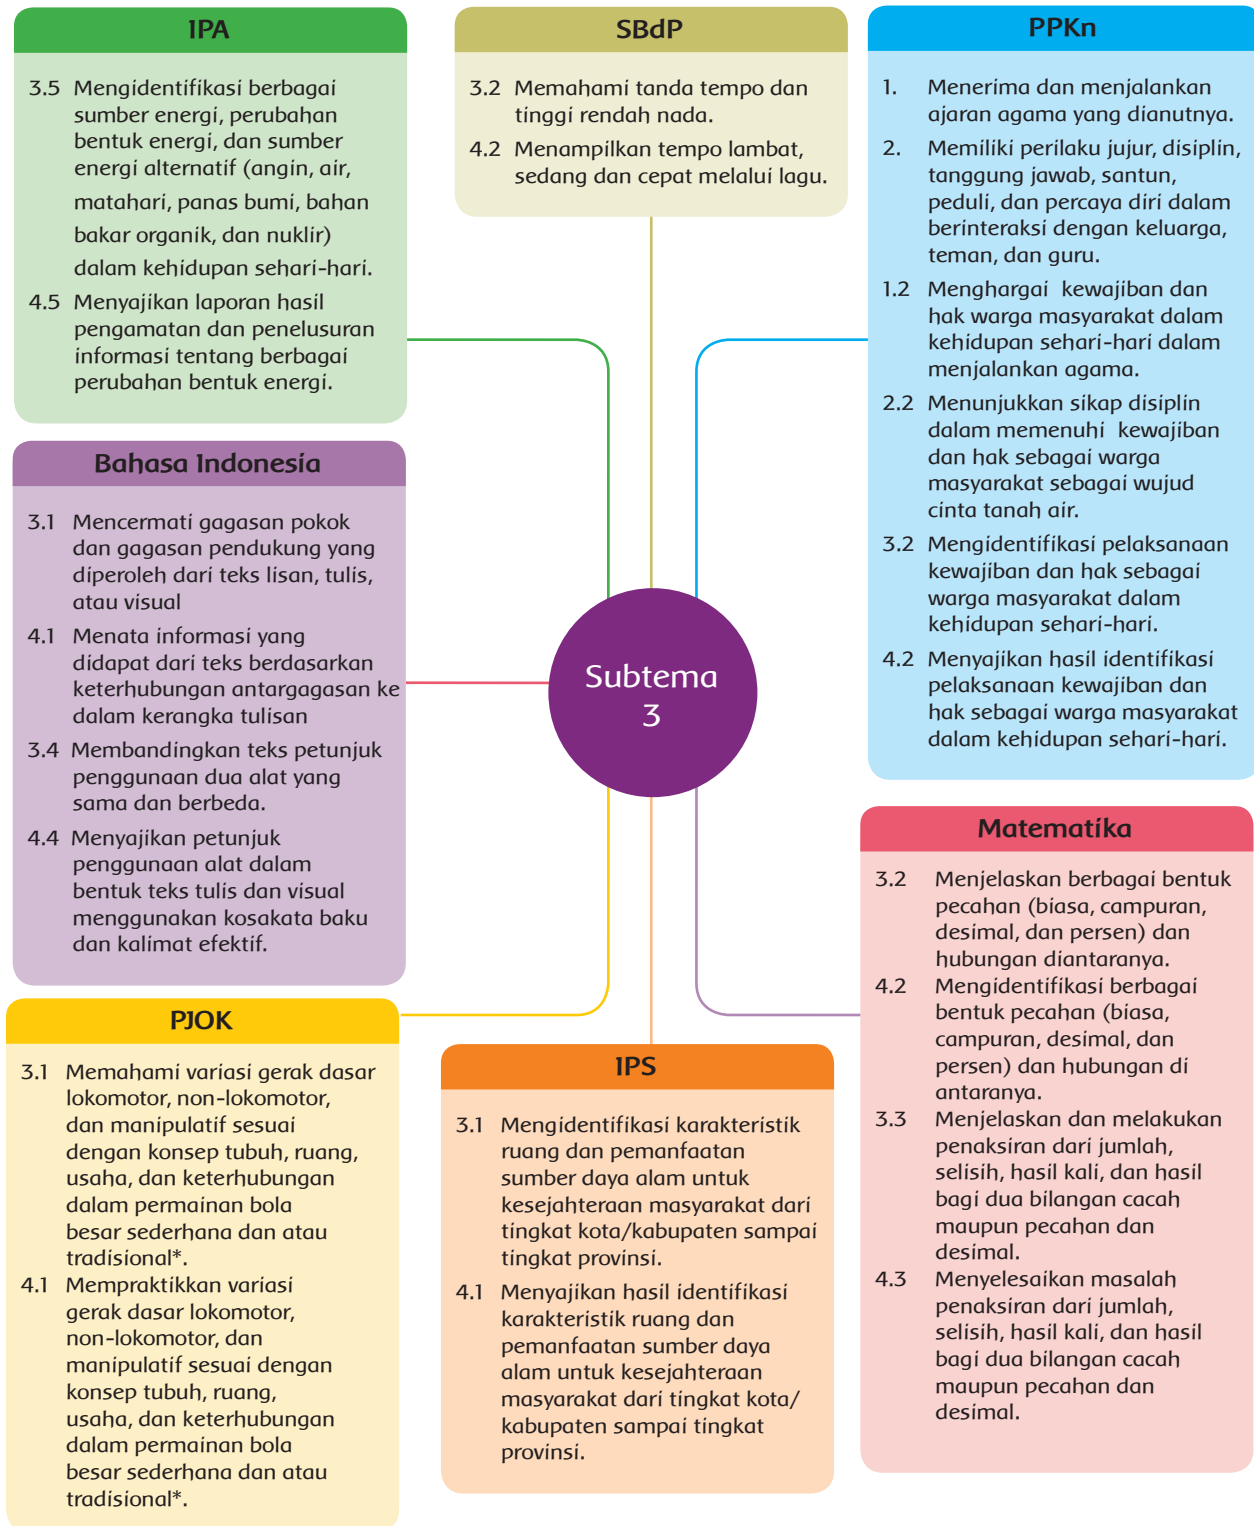 IPA
3.5 Mengidentifikasi berbagai
sumber energi, perubahan
bentuk energi, dan sumber
energi alternatif (angin, air,
matahari, panas bumi, bahan
bakar organik, dan nuklir)
dalam kehidupan sehari-hari.
4.5 Menyajikan laporan hasil
pengamatan dan penelusuran
informasi tentang berbagai
perubahan bentuk energi.
SBdP
3.2 Memahami tanda tempo dan
tinggi rendah nada.
4.2 Menampilkan tempo lambat,
sedang dan cepat melalui lagu.
PPKn
1. Menerima dan menjalankan
ajaran agama yang dianutnya.
2. Memiliki perilaku jujur, disiplin,
tanggung jawab, santun,
peduli, dan percaya diri dalam
berinteraksi dengan keluarga,
teman, dan guru.
1.2 Menghargai kewajiban dan
hak warga masyarakat dalam
kehidupan sehari-hari dalam
menjalankan agama.
2.2 Menunjukkan sikap disiplin
dalam memenuhi kewajiban
dan hak sebagai warga
masyarakat sebagai wujud
cinta tanah air.
3.2 Mengidentifikasi pelaksanaan
kewajiban dan hak sebagai
warga masyarakat dalam
kehidupan sehari-hari.
4.2 Menyajikan hasil identifikasi
pelaksanaan kewajiban dan
hak sebagai warga masyarakat
dalam kehidupan sehari-hari.
Bahasa Indonesia
3.1 Mencermati gagasan pokok
dan gagasan pendukung yang
diperoleh dari teks lisan, tulis,
atau visual
4.1 Menata informasi yang
didapat dari teks berdasarkan
keterhubungan antargagasan ke
dalam kerangka tulisan
3.4 Membandingkan teks petunjuk
penggunaan dua alat yang
sama dan berbeda.
4.4 Menyajikan petunjuk
penggunaan alat dalam
bentuk teks tulis dan visual
menggunakan kosakata baku
dan kalimat efektif.
Subtema
3
Matematika
3.2 Menjelaskan berbagai bentuk
pecahan (biasa, campuran,
desimal, dan persen) dan
hubungan diantaranya.
4.2 Mengidentifikasi berbagai
bentuk pecahan (biasa,
campuran, desimal, dan
persen) dan hubungan di
antaranya.
3.3 Menjelaskan dan melakukan
penaksiran dari jumlah,
selisih, hasil kali, dan hasil
bagi dua bilangan cacah
maupun pecahan dan
desimal.
4.3 Menyelesaikan masalah
penaksiran dari jumlah,
selisih, hasil kali, dan hasil
bagi dua bilangan cacah
maupun pecahan dan
desimal.
PJOK
3.1 Memahami variasi gerak dasar
lokomotor, non-lokomotor,
dan manipulatif sesuai
dengan konsep tubuh, ruang,
usaha, dan keterhubungan
dalam permainan bola
besar sederhana dan atau
tradisional*.
4.1 Mempraktikkan variasi
gerak dasar lokomotor,
non-lokomotor, dan
manipulatif sesuai dengan
konsep tubuh, ruang,
usaha, dan keterhubungan
dalam permainan bola
besar sederhana dan atau
tradisional*.
IPS
3.1 Mengidentifikasi karakteristik
ruang dan pemanfaatan
sumber daya alam untuk
kesejahteraan masyarakat dari
tingkat kota/kabupaten sampai
tingkat provinsi.
4.1 Menyajikan hasil identifikasi
karakteristik ruang dan
pemanfaatan sumber daya
alam untuk kesejahteraan
masyarakat dari tingkat kota/
kabupaten sampai tingkat
provinsi.